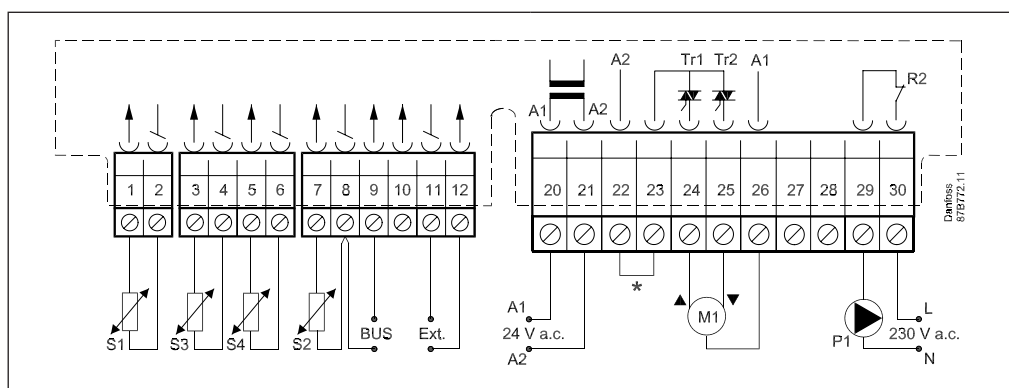 A2 Tr1 Tr2 A1
R2
A1 A2
1 2 3 4 5 6 7 8 9 10 11 12
20 21 22 23 24 25 26 27 28 29 30
Danfoss
87B772.11
*
A1 L
S1 S3 S4 S2 BUS Ext. 24 V a.c. M1 P1 230 V a.c.
A2 N